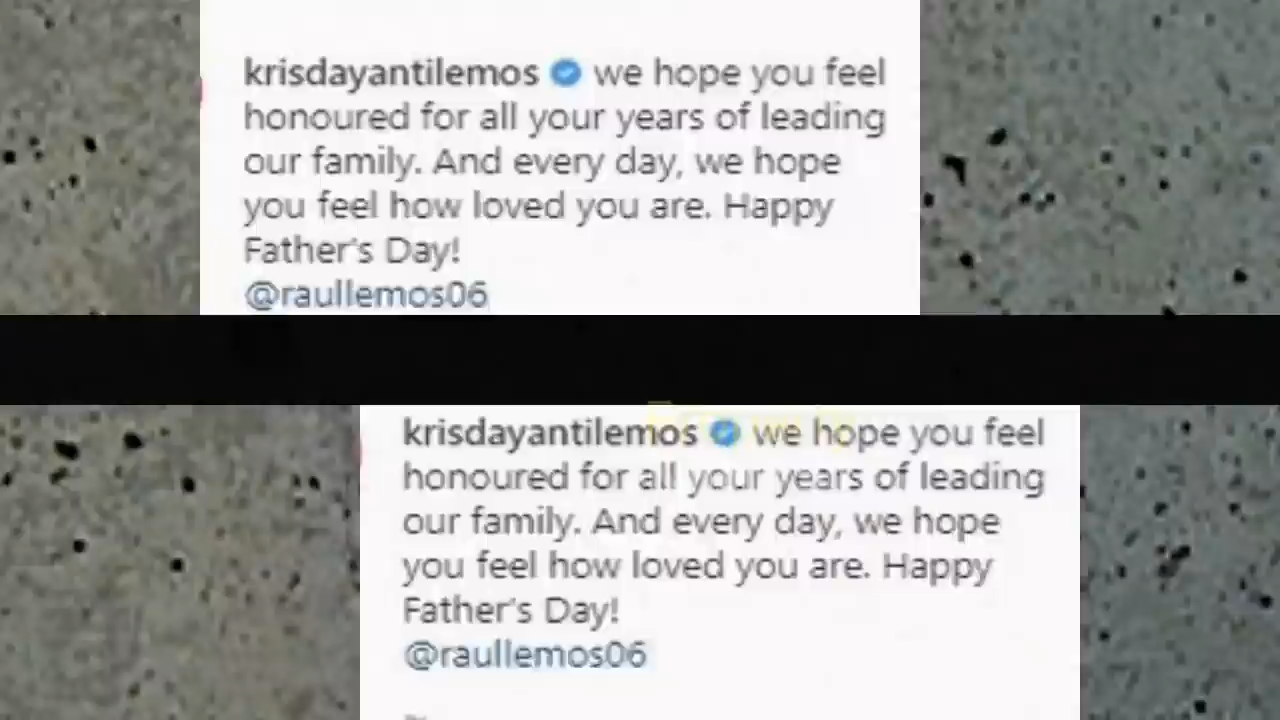 krisdayantilemos we hope you feel
honoured for all your years of leading
our family. And every day, we hope
you feel how loved you are. Happy
Father's Day!
@raullemos06
krisdayantilemos we hope you feel
honoured for all your years of leading
our family. And every day, we hope
you feel how loved you are. Happy
Father's Day!
@raullemos06